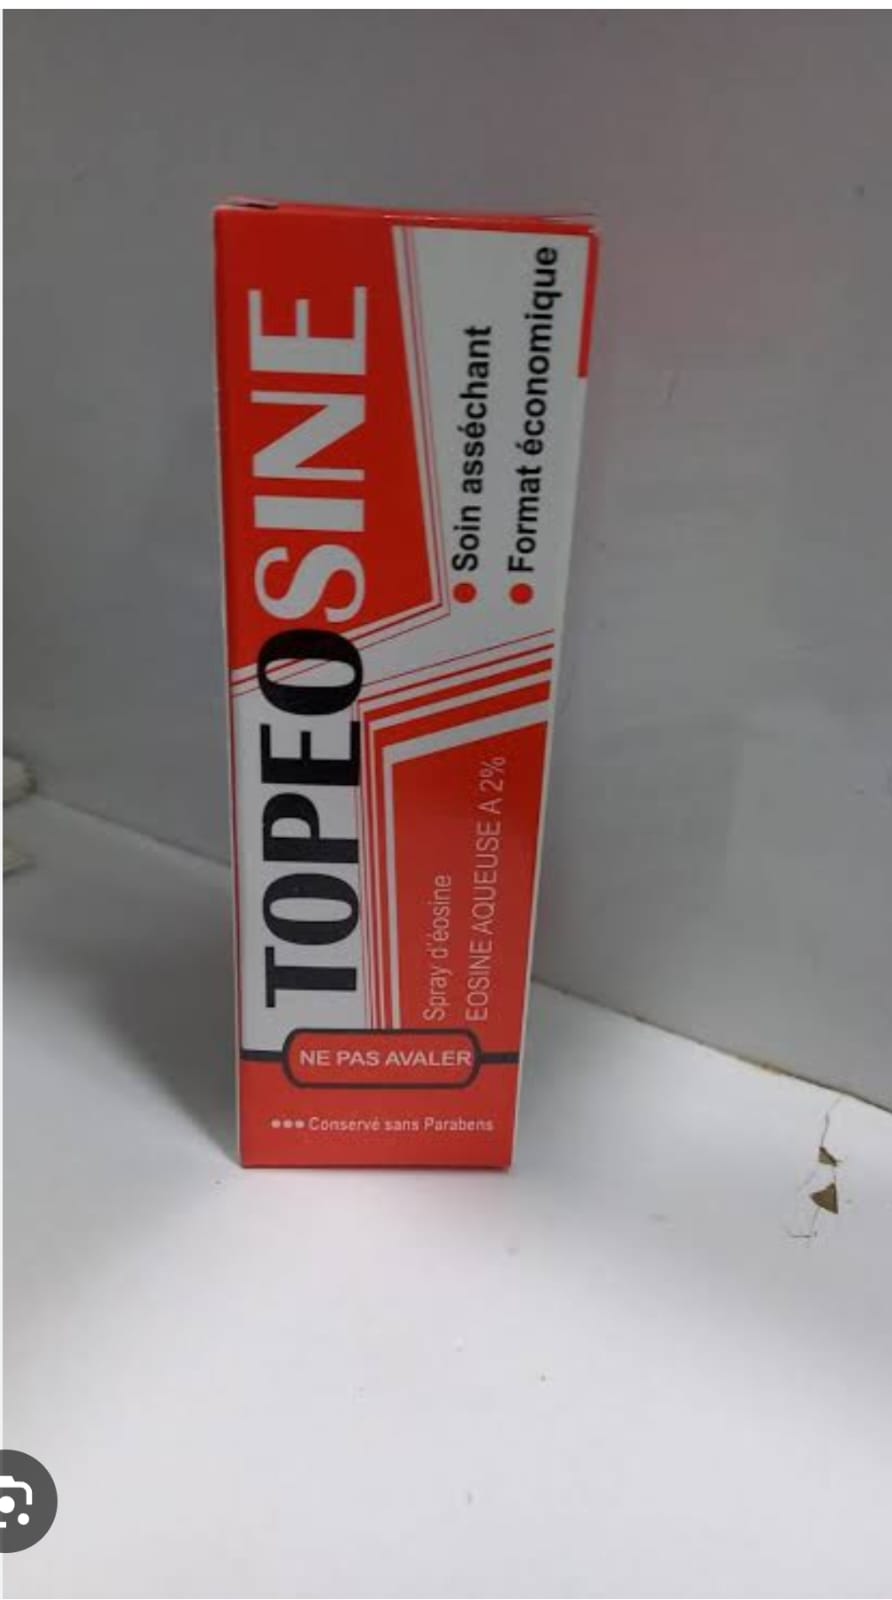 TOPEOSINE
● Soin asséchant
● Format économique
Spray d'éosine
EOSINE AQUEUSE A 2%
NE PAS AVALER
●●● Conservé sans Parabens